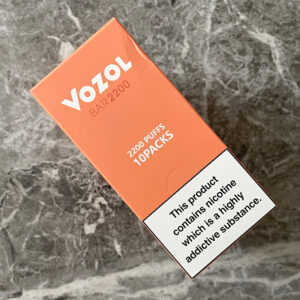 VOZOL
BAR2200
2200 PUFFS
10PACKS
This product
contains nicotine
which is a highly
addictive substance.